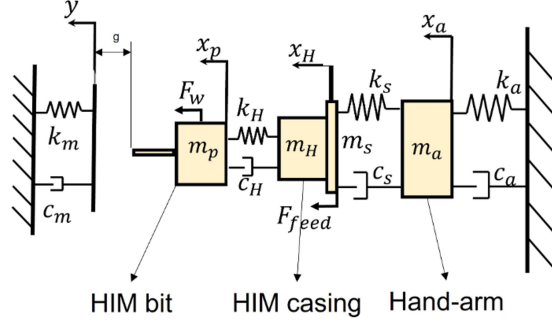 y
g
x_p
F_w
k_m
c_m
m_p
k_H
c_H
x_H
m_H
m_s
F_feed
k_s
c_s
x_a
m_a
k_a
c_a
HIM bit
HIM casing
Hand-arm